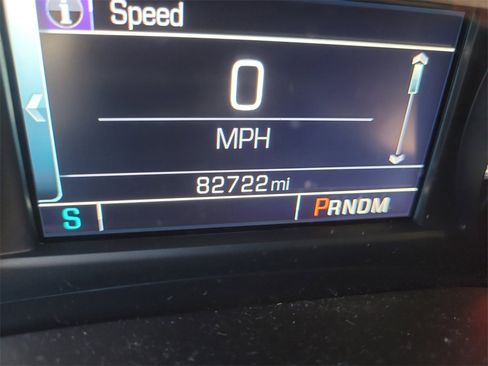 i Speed
0
MPH
82722 mi
S PRNDM